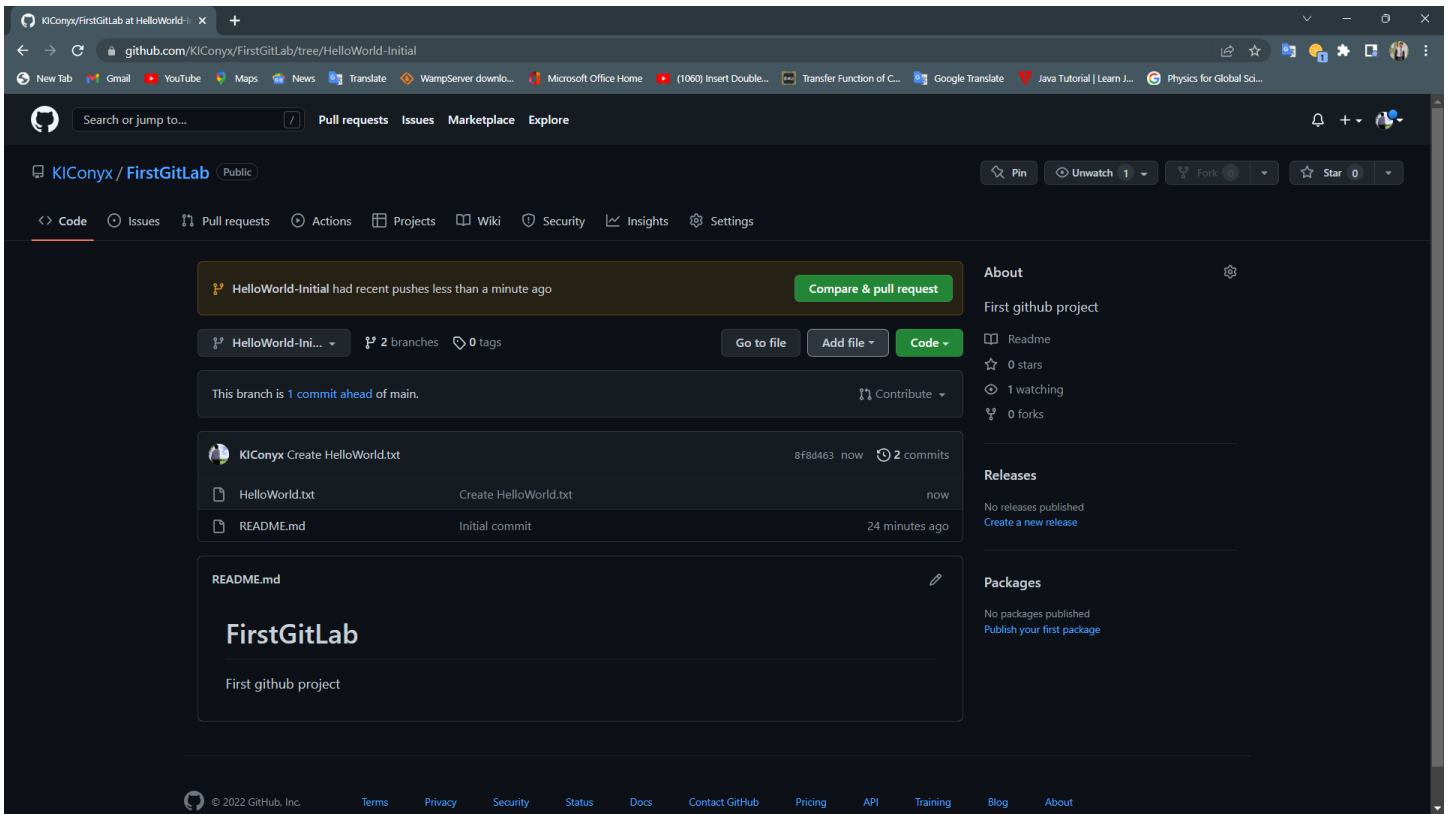 KIConyx/FirstGitLab at HelloWorld-I
github.com/KIConyx/FirstGitLab/tree/HelloWorld-Initial
New Tab Gmail YouTube Maps News Translate WampServer downlo... Microsoft Office Home (1060) Insert Double... Transfer Function of C... Google Translate Java Tutorial | Learn J... Physics for Global Sci...
Search or jump to... / Pull requests Issues Marketplace Explore
KIConyx / FirstGitLab Public Pin Unwatch 1 Fork 0 Star 0
Code Issues Pull requests Actions Projects Wiki Security Insights Settings
HelloWorld-Initial had recent pushes less than a minute ago Compare & pull request
HelloWorld-Ini... 2 branches 0 tags Go to file Add file Code
This branch is 1 commit ahead of main. Contribute
KIConyx Create HelloWorld.txt 8f8d463 now 2 commits
HelloWorld.txt Create HelloWorld.txt now
README.md Initial commit 24 minutes ago
README.md
FirstGitLab
First github project
About
First github project
Readme
0 stars
1 watching
0 forks
Releases
No releases published
Create a new release
Packages
No packages published
Publish your first package
© 2022 GitHub, Inc. Terms Privacy Security Status Docs Contact GitHub Pricing API Training Blog About